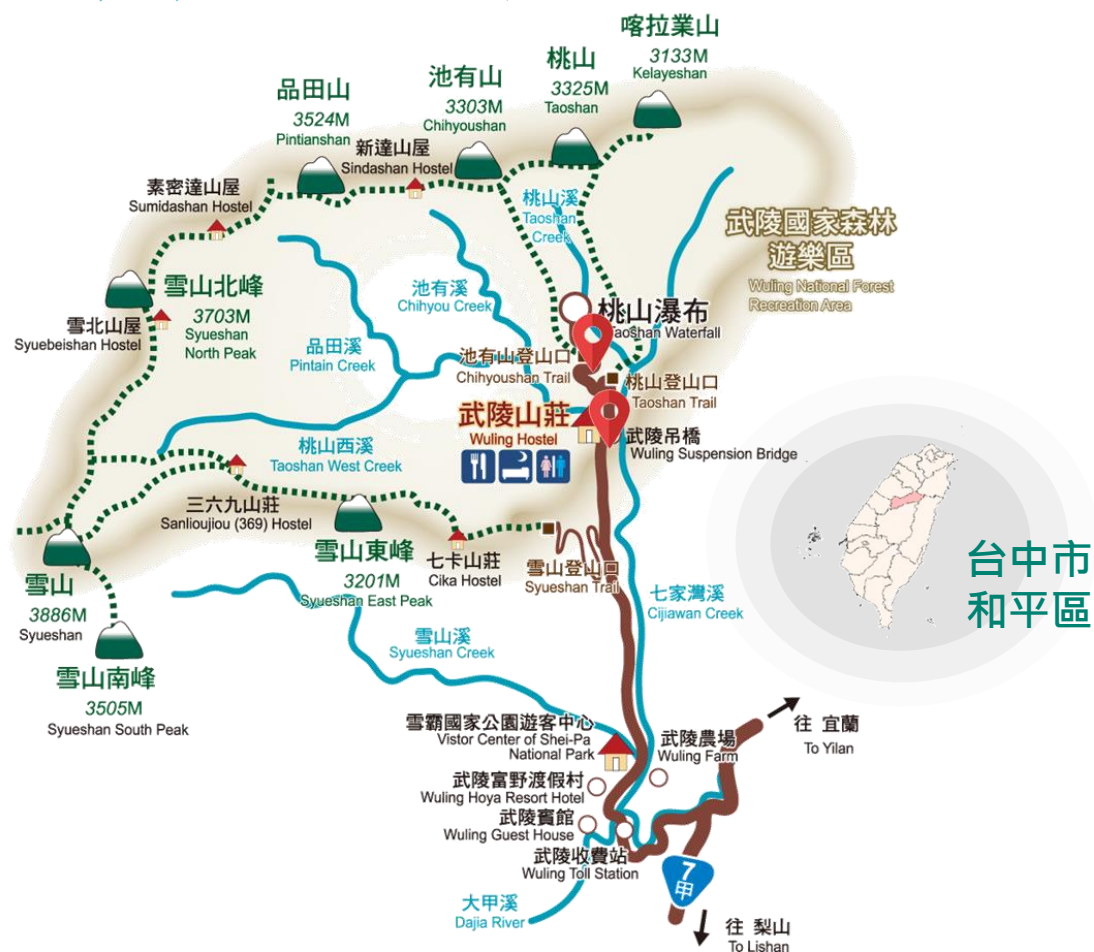 喀拉業山
3133M
Kelayeshan
桃山
3325M
Taoshan
池有山
3303M
Chihyoushan
品田山
3524M
Pintianshan
新達山屋
Sindashan Hostel
素密達山屋
Sumidashan Hostel
桃山溪
Taoshan
Creek
武陵國家森林
遊樂區
Wuling National Forest
Recreation Area
雪山北峰
3703M
Syueshan
North Peak
雪北山屋
Syuebeishan Hostel
池有溪
Chihyou Creek
桃山瀑布
Taoshan Waterfall
品田溪
Pintain Creek
池有山登山口
Chihyoushan Trail
桃山登山口
Taoshan Trail
武陵山莊
Wuling Hostel
武陵吊橋
Wuling Suspension Bridge
桃山西溪
Taoshan West Creek
三六九山莊
Sanlioujiou (369) Hostel
雪山東峰
3201M
Syueshan East Peak
七卡山莊
Cika Hostel
雪山登山口
Syueshan Trail
台中市
和平區
雪山
3886M
Syueshan
七家灣溪
Cijiawan Creek
雪山溪
Syueshan Creek
雪山南峰
3505M
Syueshan South Peak
雪霸國家公園遊客中心
Vistor Center of Shei-Pa
National Park
武陵農場
Wuling Farm
往 宜蘭
To Yilan
武陵富野渡假村
Wuling Hoya Resort Hotel
武陵賓館
Wuling Guest House
武陵收費站
Wuling Toll Station
7
甲
大甲溪
Dajia River
往 梨山
To Lishan